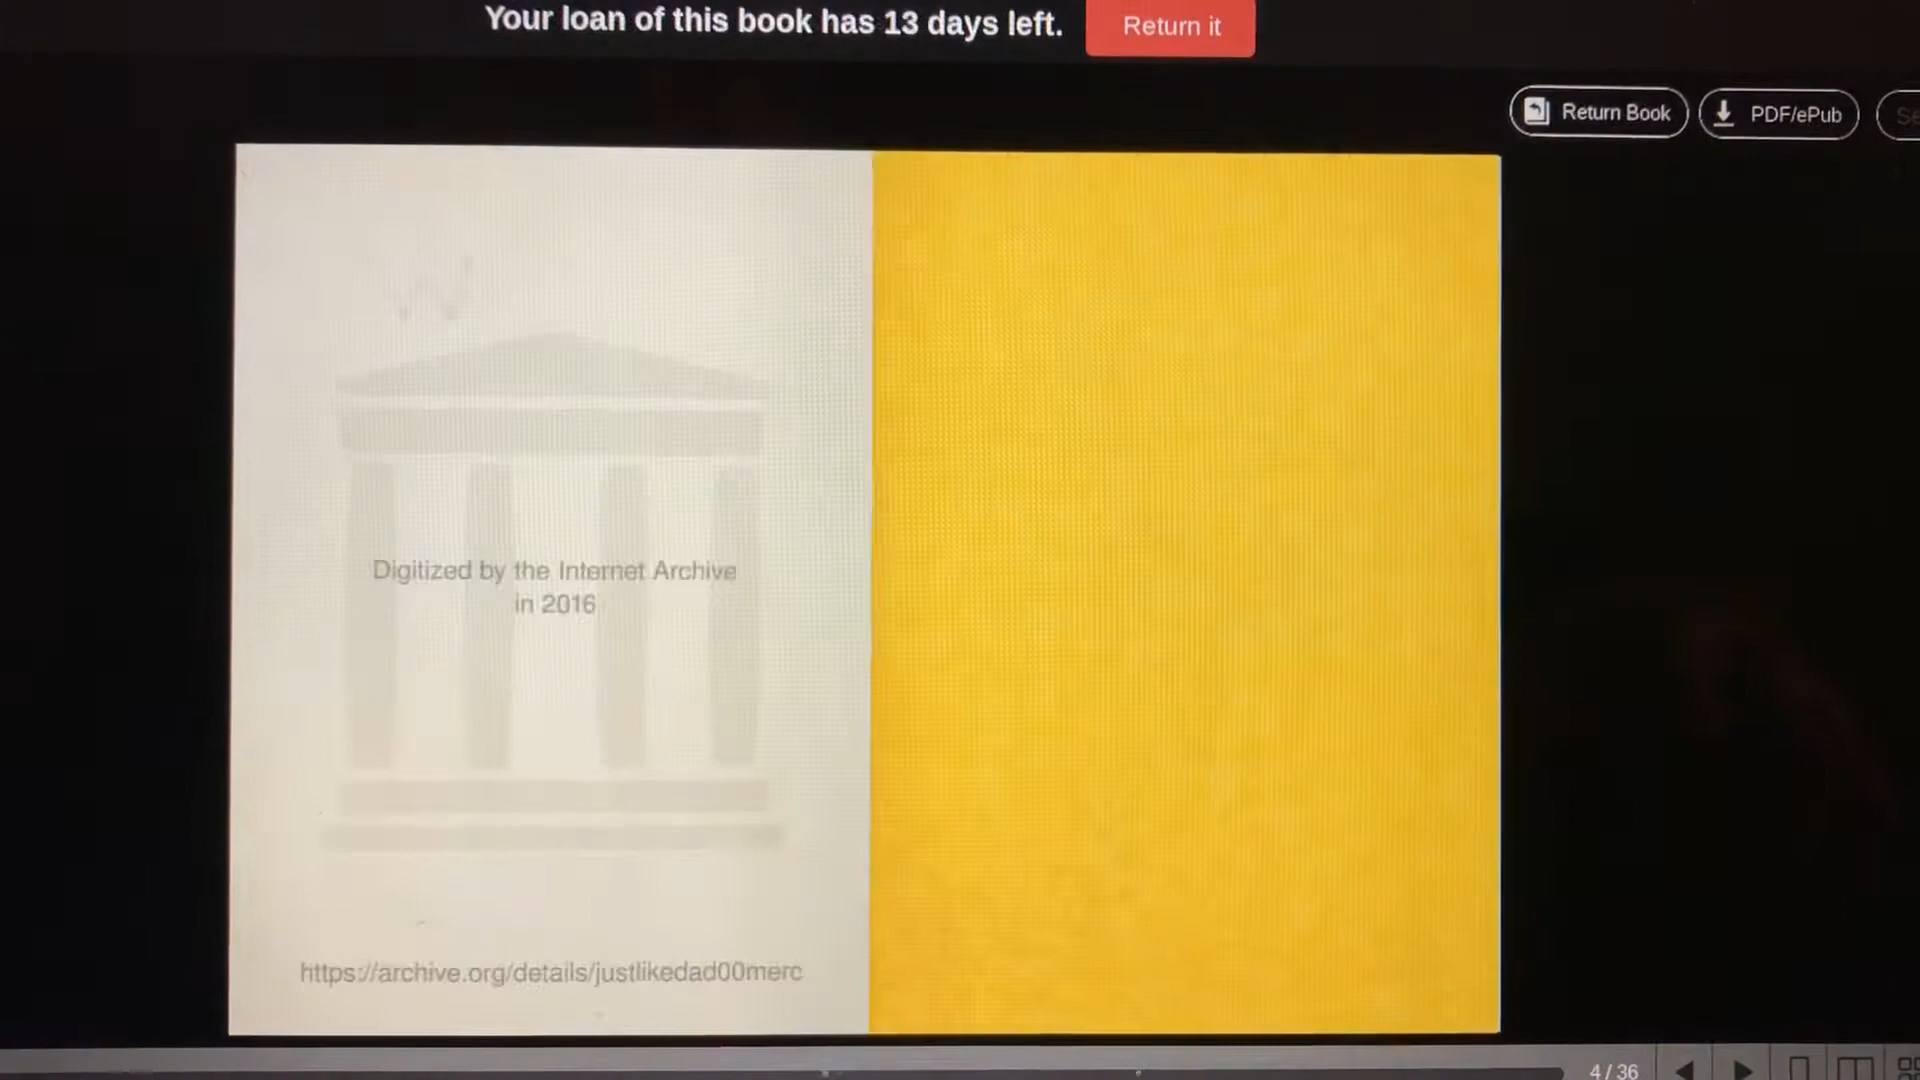 Your loan of this book has 13 days left.
Return it
Return Book
PDF/ePub
Se
W
Digitized by the Internet Archive
in 2016
https://archive.org/details/justlikedad00merc
4 / 36